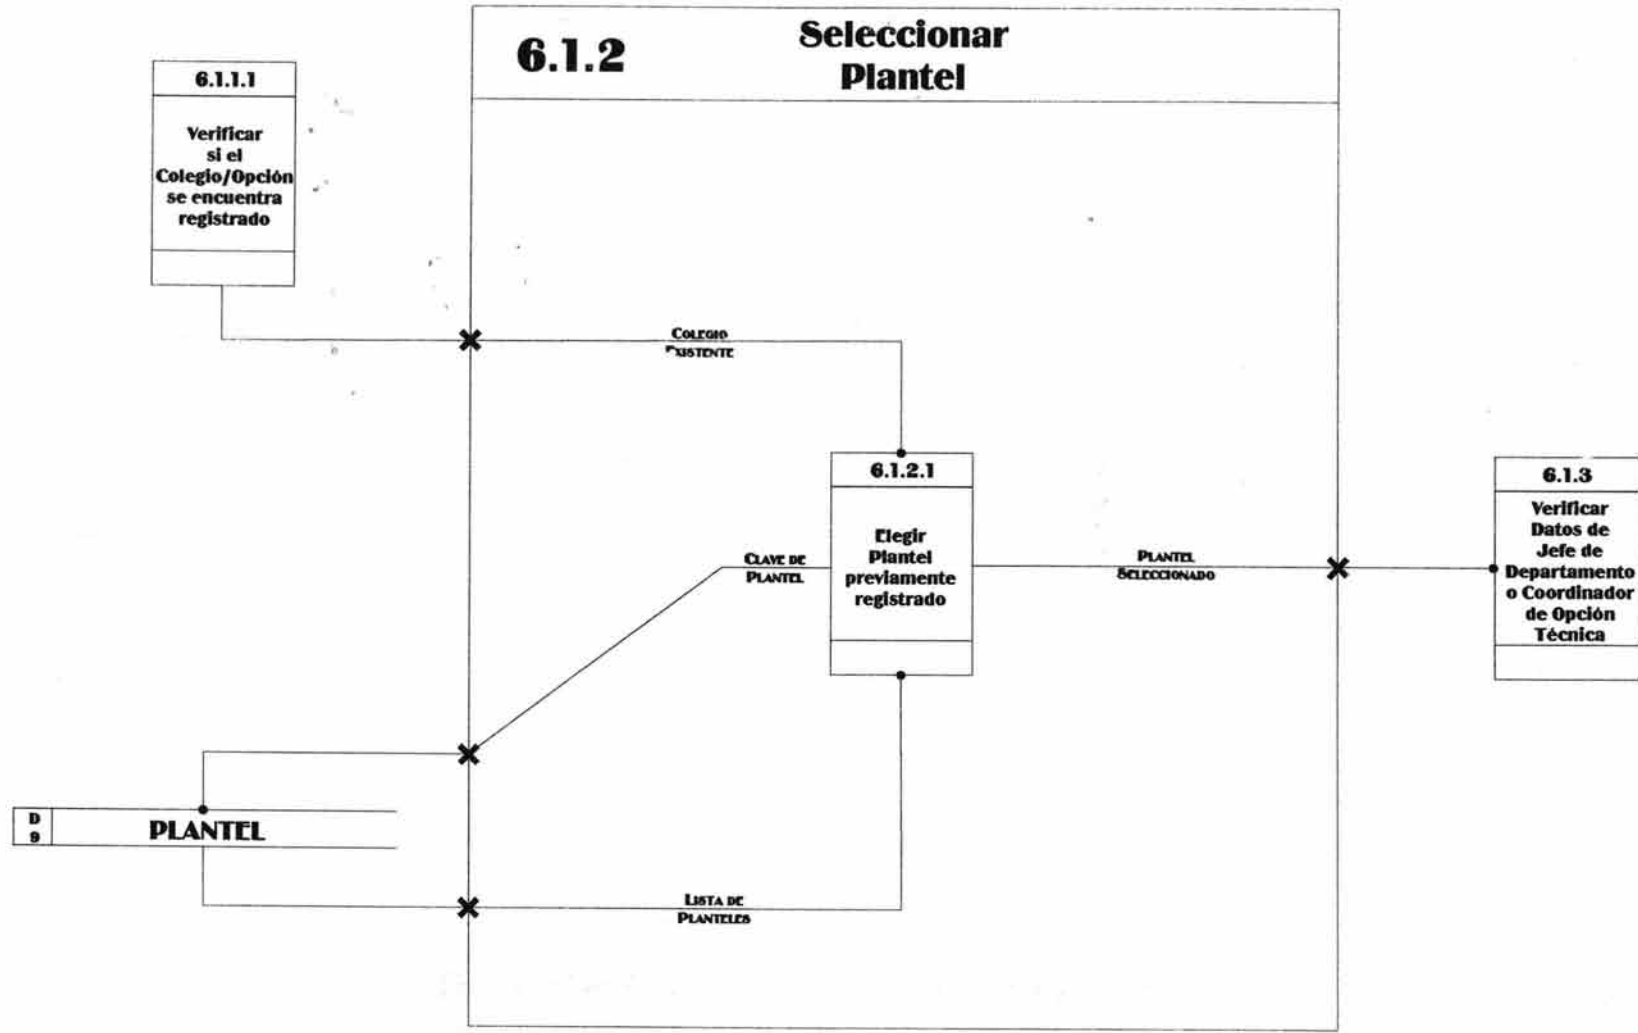 6.1.2
Seleccionar
Plantel
6.1.1.1
Verificar
si el
Colegio/Opción
se encuentra
registrado
COLEGIO
EXISTENTE
6.1.2.1
Elegir
Plantel
previamente
registrado
CLAVE DE
PLANTEL
PLANTEL
SELECCIONADO
6.1.3
Verificar
Datos de
Jefe de
Departamento
o Coordinador
de Opción
Técnica
D
9
PLANTEL
LISTA DE
PLANTELES